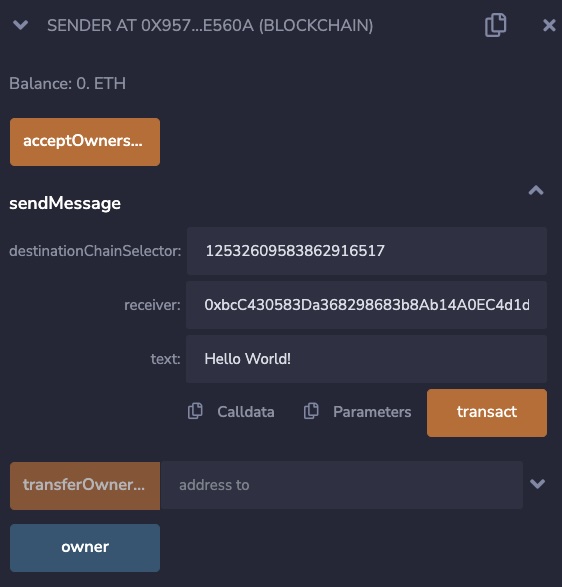 SENDER AT 0X957...E560A (BLOCKCHAIN)
Balance: 0. ETH
acceptOwners...
sendMessage
destinationChainSelector: 12532609583862916517
receiver: 0xbcC430583Da368298683b8Ab14A0EC4d1d
text: Hello World!
Calldata Parameters transact
transferOwner... address to
owner